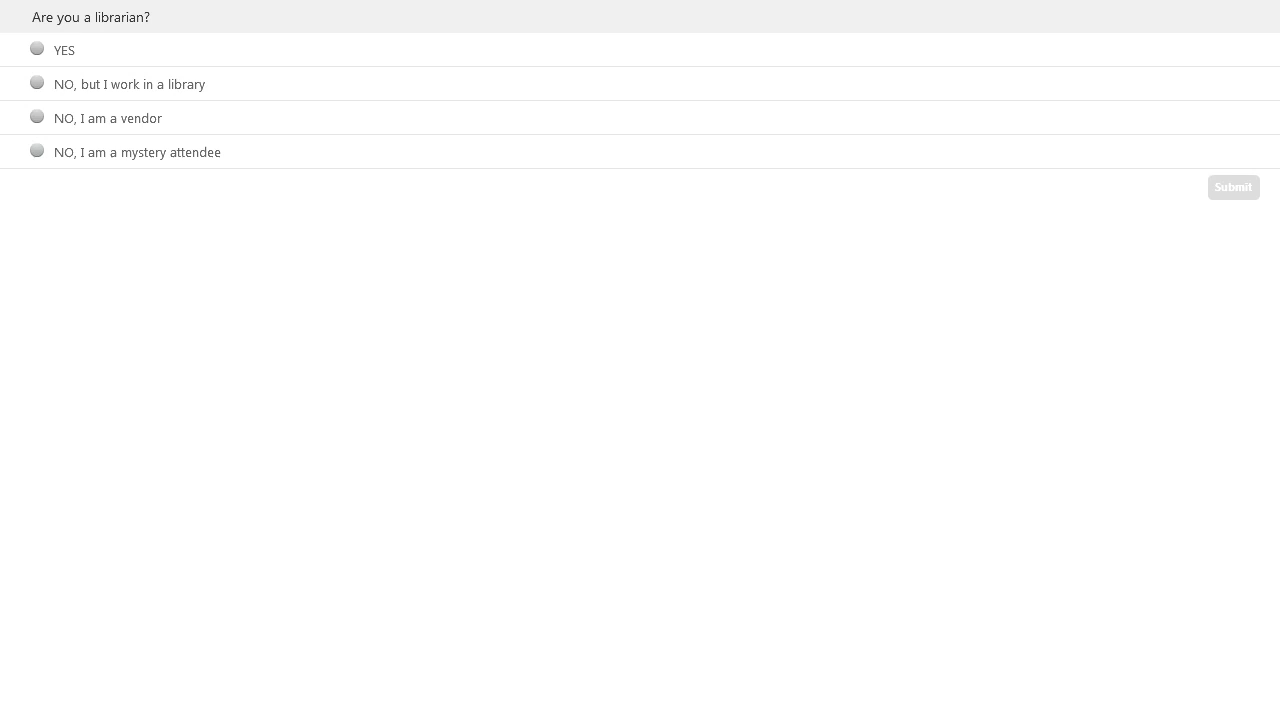 Are you a librarian?
YES
NO, but I work in a library
NO, I am a vendor
NO, I am a mystery attendee
Submit